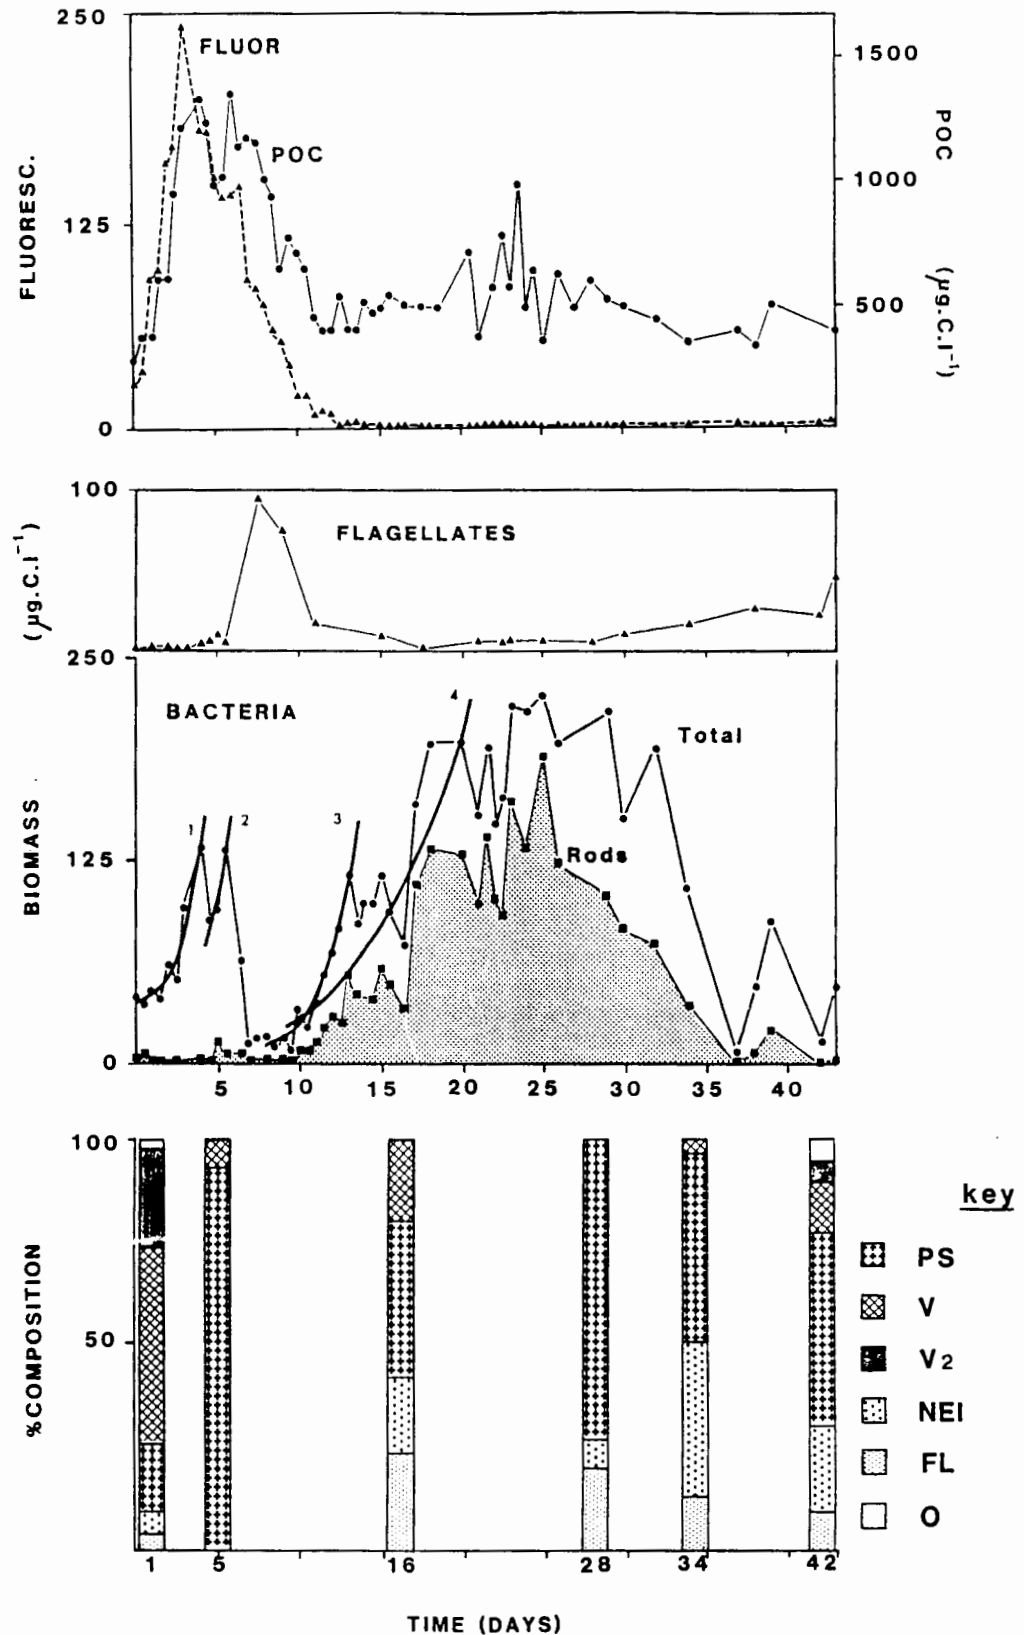 250
FLUOR
POC
125
0
FLUORESC.
1500
1000
500
POC
(µg.C.l⁻¹)
100
FLAGELLATES
(µg.C.l⁻¹)
250
BACTERIA
1
2
3
4
Total
Rods
125
0
BIOMASS
5 10 15 20 25 30 35 40
100
50
%COMPOSITION
key
PS
V
V2
NEI
FL
O
1 5 16 28 34 42
TIME (DAYS)